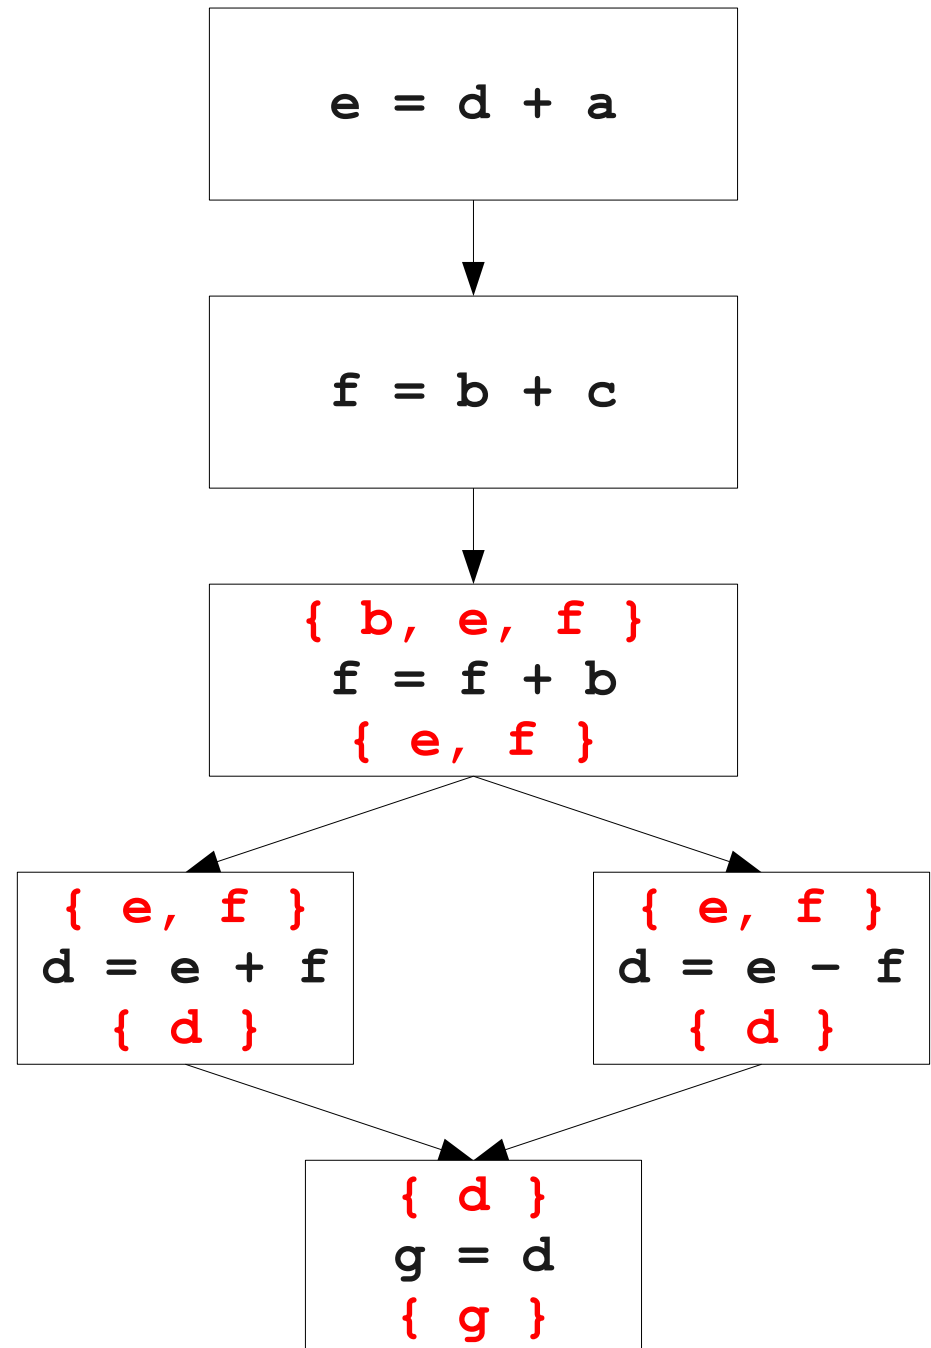 e = d + a
f = b + c
{ b, e, f }
f = f + b
{ e, f }
{ e, f }
d = e + f
{ d }
{ e, f }
d = e - f
{ d }
{ d }
g = d
{ g }